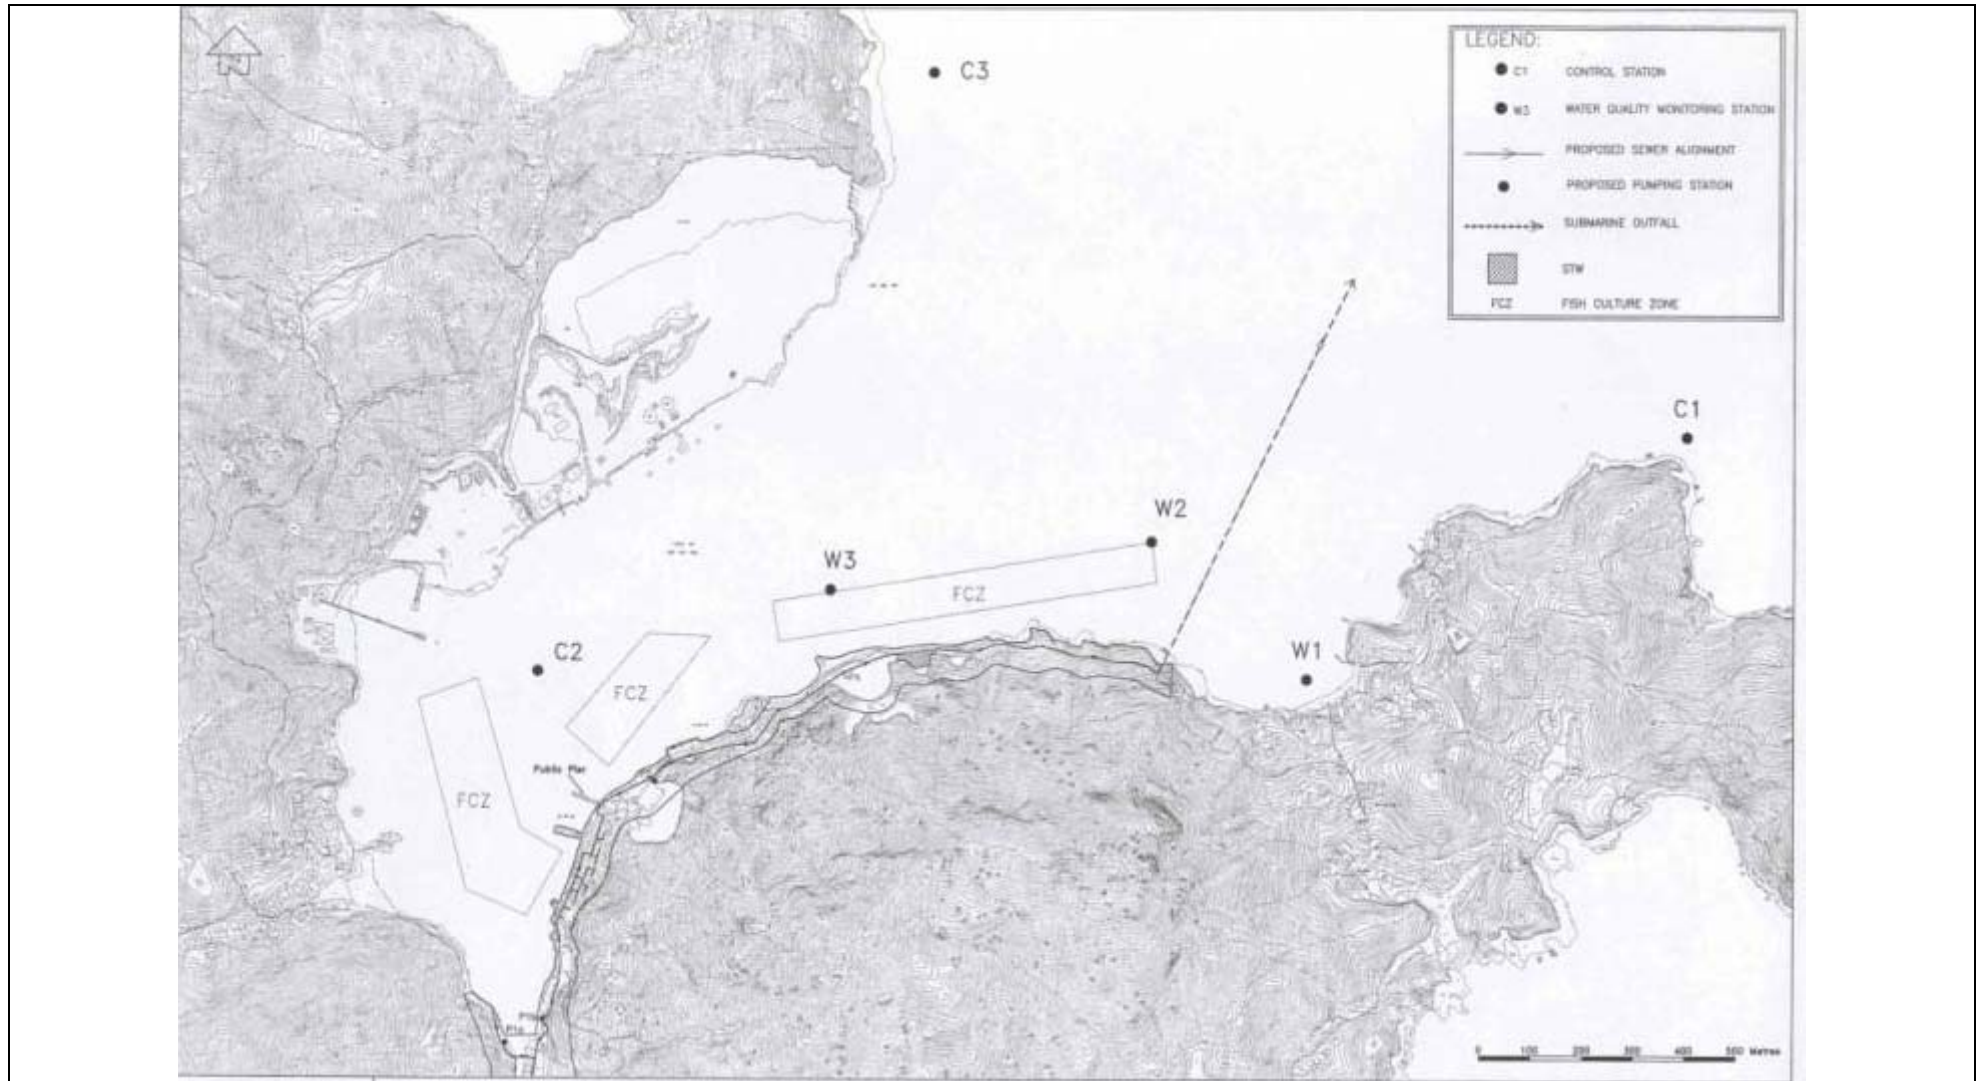 LEGEND:
C1 CONTROL STATION
W3 WATER QUALITY MONITORING STATION
PROPOSED SEWER ALIGNMENT
PROPOSED PUMPING STATION
SUBMARINE OUTFALL
STW
FCZ FISH CULTURE ZONE
N
C3
C1
W2
W3
FCZ
W1
C2
FCZ
Public Pier
FCZ
0 100 200 300 400 500 Metres